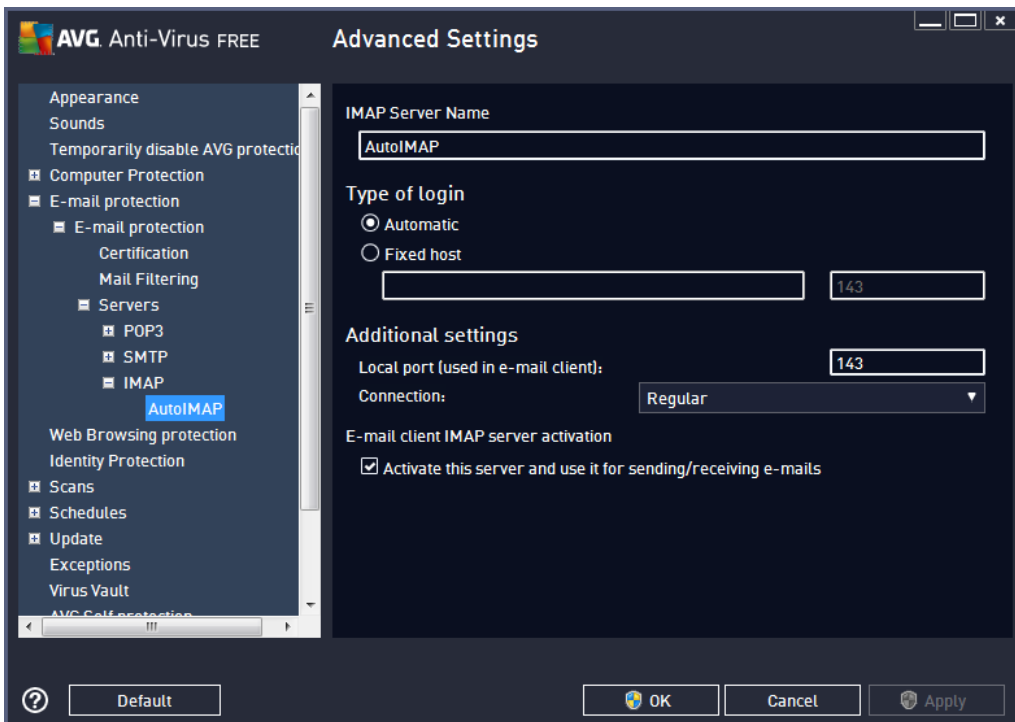 AVG. Anti-Virus FREE
Advanced Settings
Appearance
Sounds
Temporarily disable AVG protectio
Computer Protection
E-mail protection
E-mail protection
Certification
Mail Filtering
Servers
POP3
SMTP
IMAP
AutoIMAP
Web Browsing protection
Identity Protection
Scans
Schedules
Update
Exceptions
Virus Vault
AVG Self protection
IMAP Server Name
AutoIMAP
Type of login
Automatic
Fixed host
143
Additional settings
Local port (used in e-mail client): 143
Connection: Regular
E-mail client IMAP server activation
Activate this server and use it for sending/receiving e-mails
? Default OK Cancel Apply